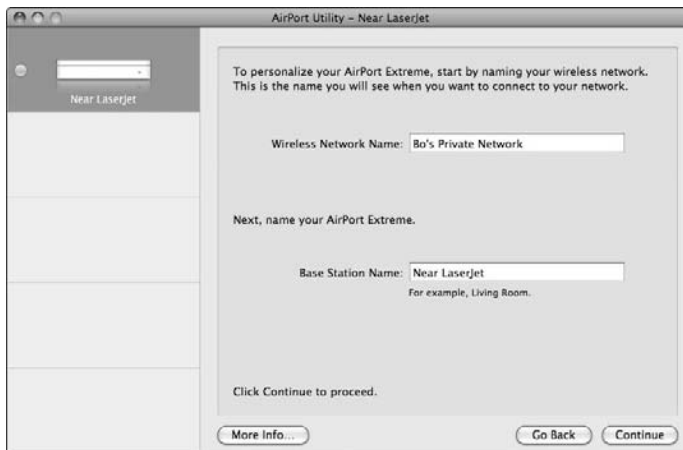 AirPort Utility – Near LaserJet
Near LaserJet
To personalize your AirPort Extreme, start by naming your wireless network.
This is the name you will see when you want to connect to your network.
Wireless Network Name: Bo's Private Network
Next, name your AirPort Extreme.
Base Station Name: Near LaserJet
For example, Living Room.
Click Continue to proceed.
More Info... Go Back Continue